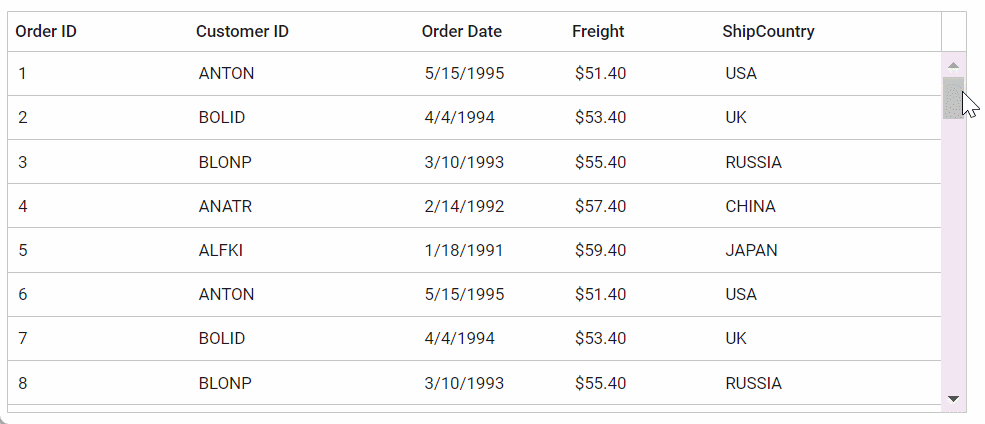 Order ID Customer ID Order Date Freight ShipCountry
1 ANTON 5/15/1995 $51.40 USA
2 BOLID 4/4/1994 $53.40 UK
3 BLONP 3/10/1993 $55.40 RUSSIA
4 ANATR 2/14/1992 $57.40 CHINA
5 ALFKI 1/18/1991 $59.40 JAPAN
6 ANTON 5/15/1995 $51.40 USA
7 BOLID 4/4/1994 $53.40 UK
8 BLONP 3/10/1993 $55.40 RUSSIA